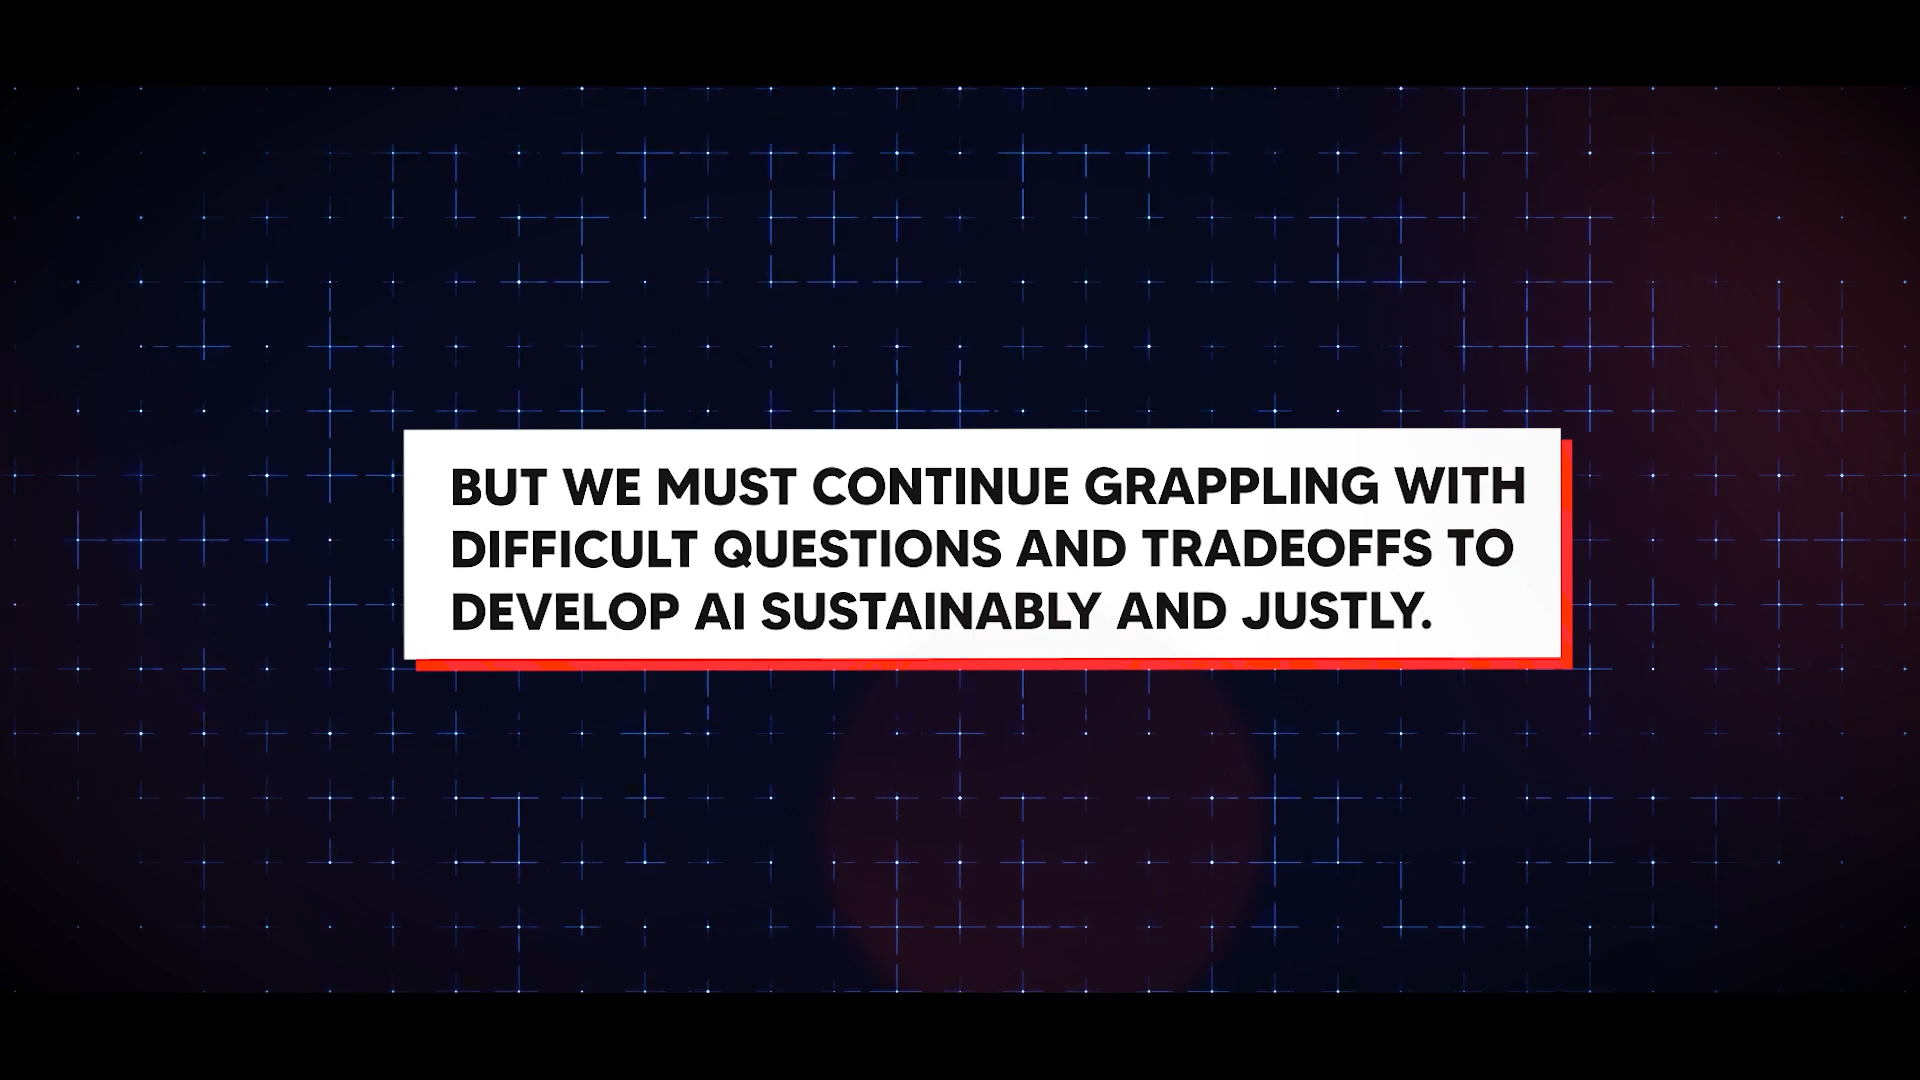 BUT WE MUST CONTINUE GRAPPLING WITH
DIFFICULT QUESTIONS AND TRADEOFFS TO
DEVELOP AI SUSTAINABLY AND JUSTLY.